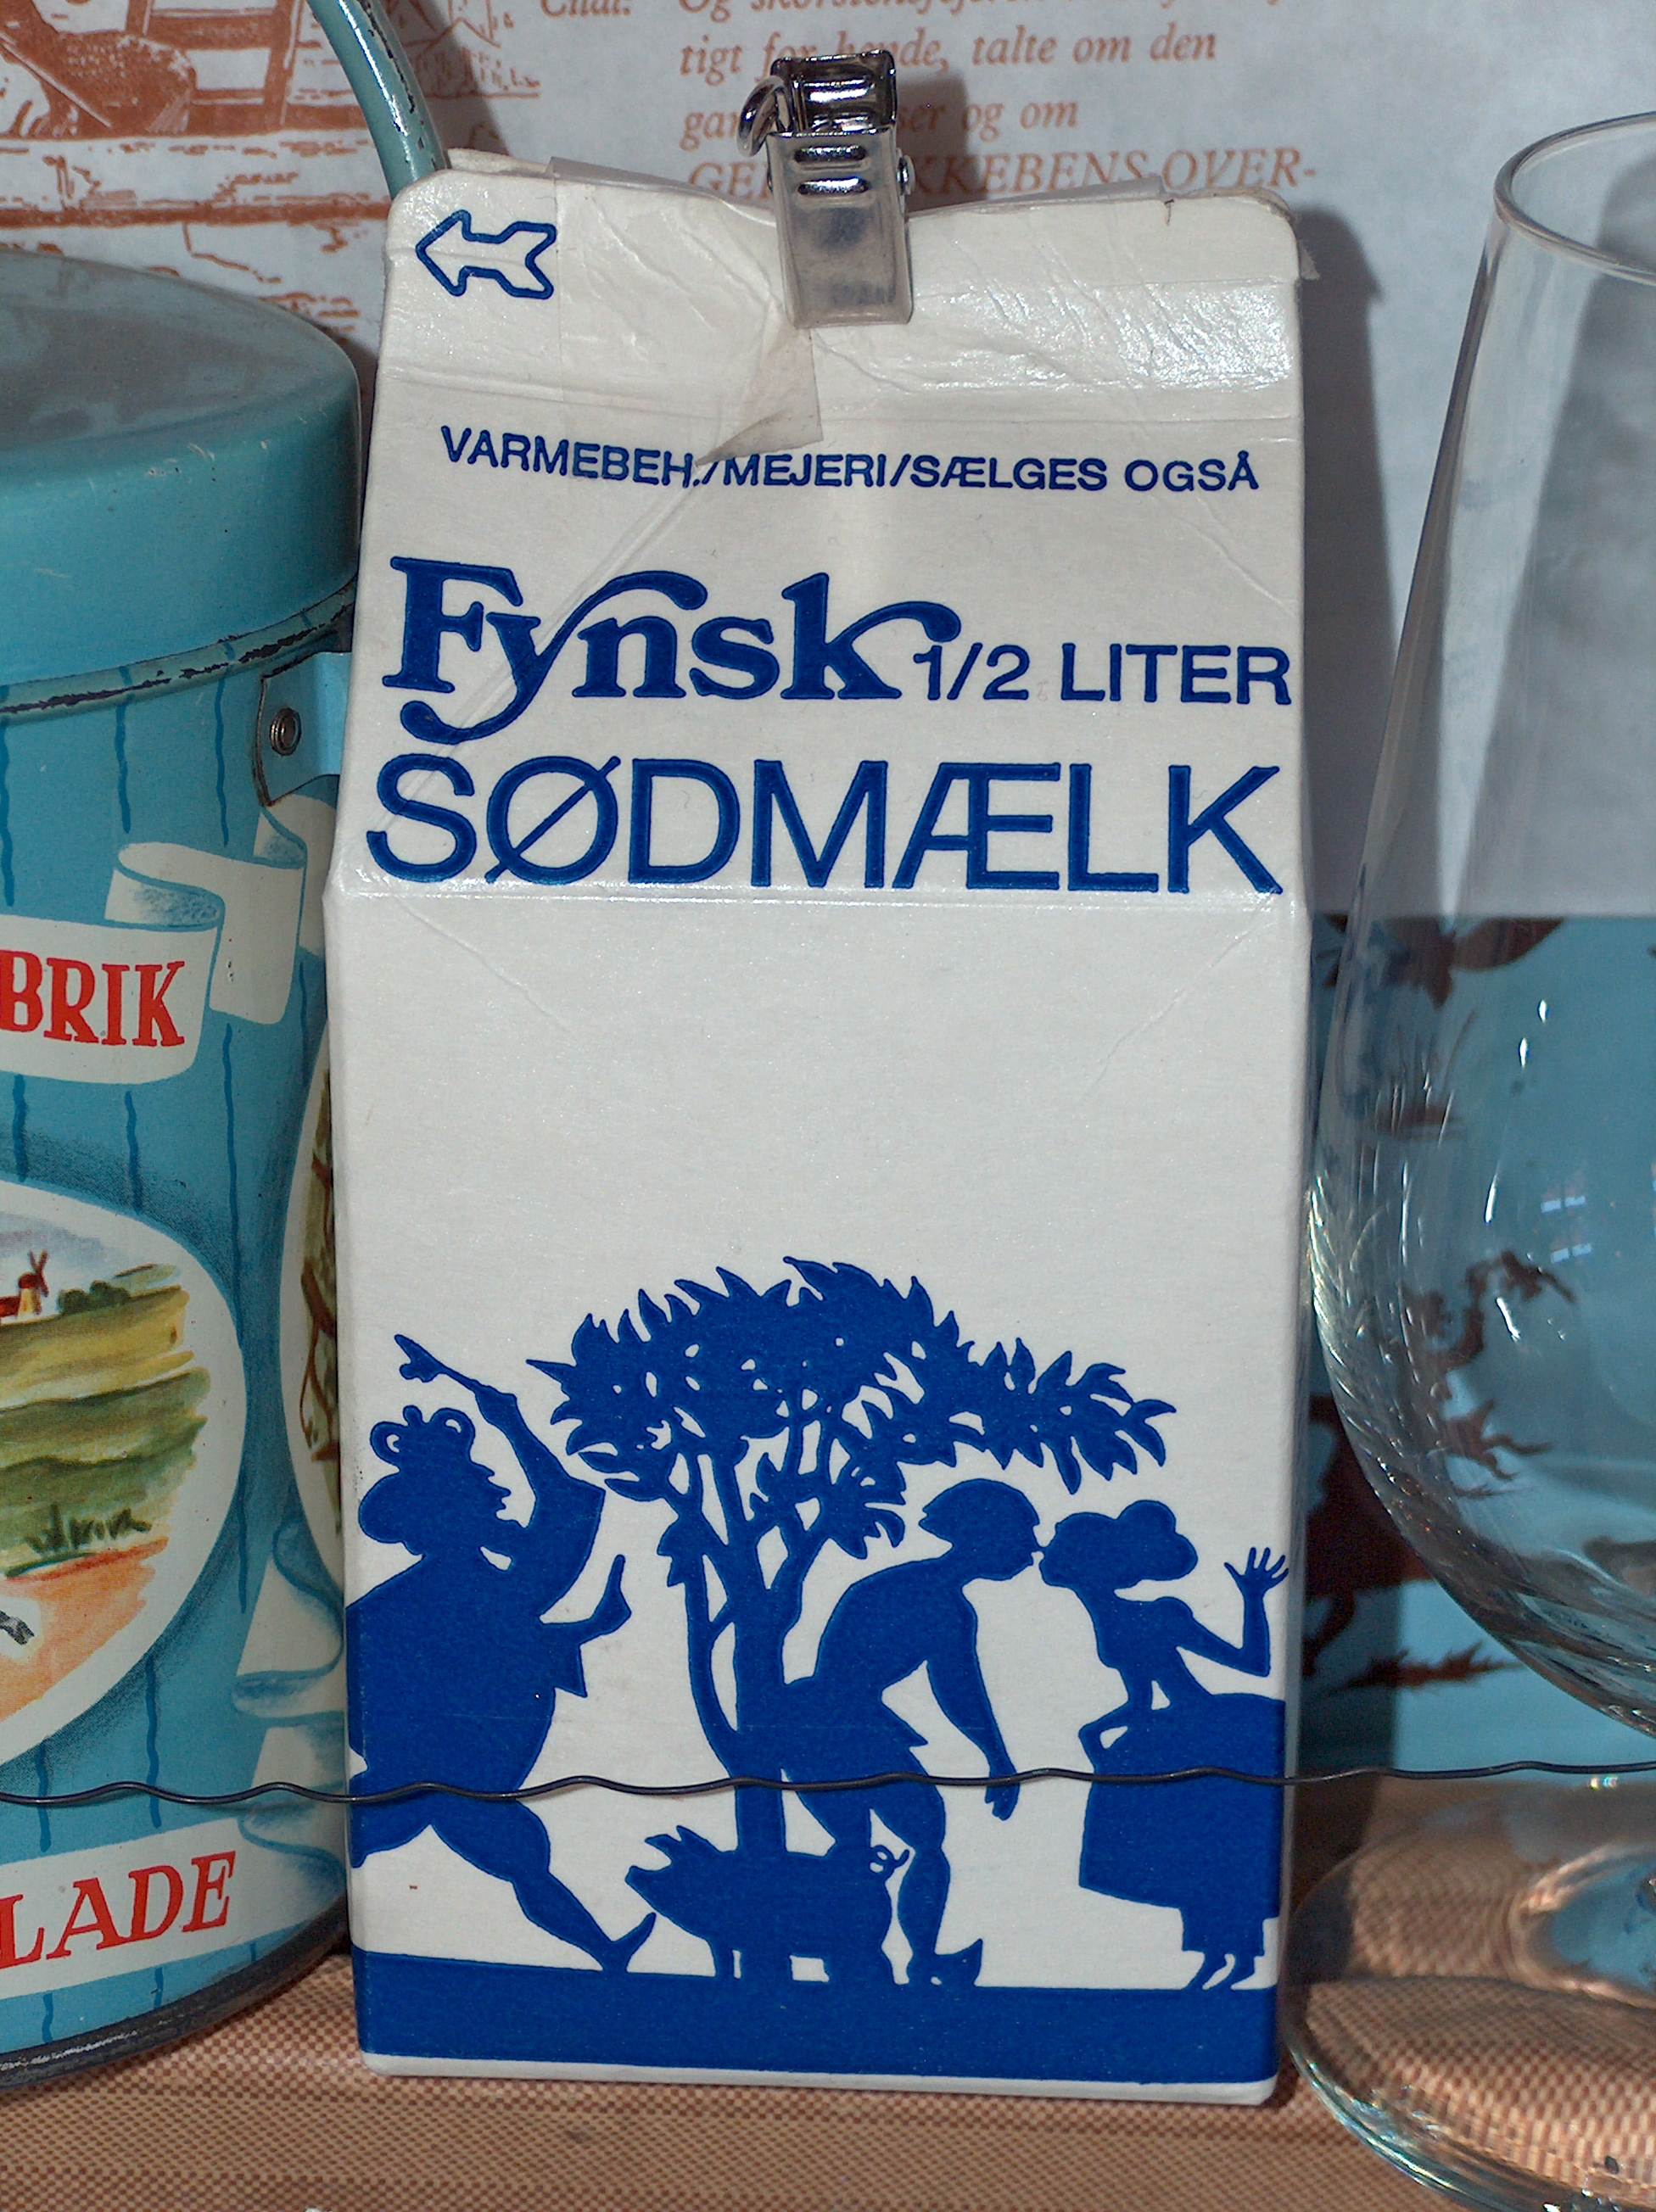 tigt for hende, talte om den
og om
OVER-
VARMEBEH./MEJERI/SÆLGES OGSÅ
Fynsk 1/2 LITER
SØDMÆLK
BRIK
LADE